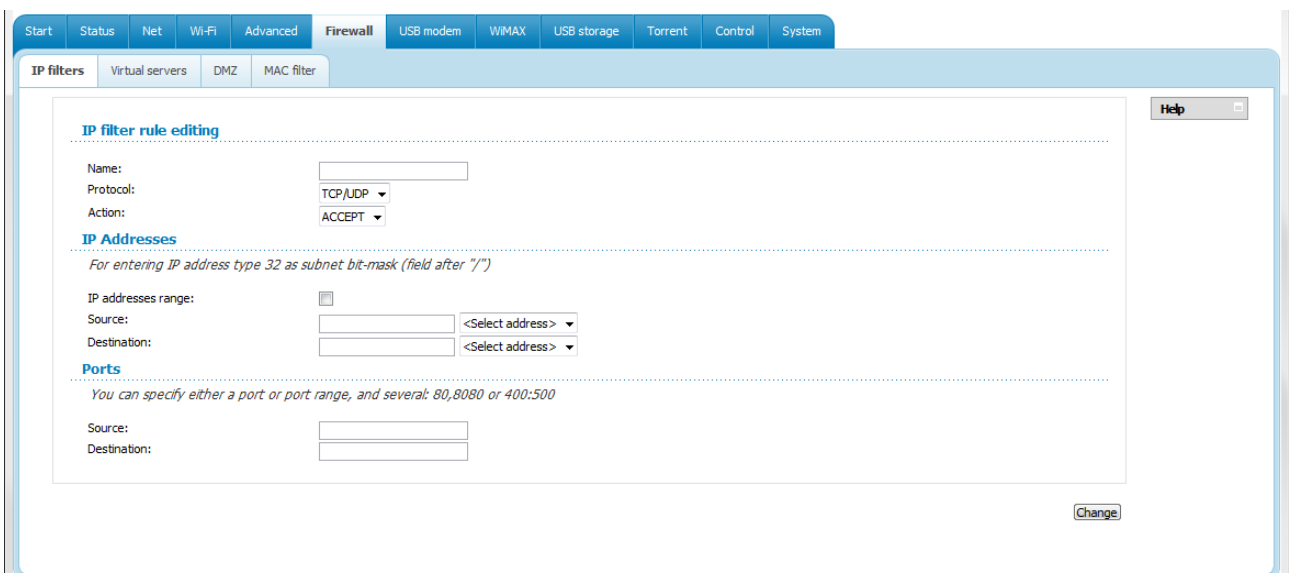 Start Status Net Wi-Fi Advanced Firewall USB modem WiMAX USB storage Torrent Control System
IP filters Virtual servers DMZ MAC filter
Help
IP filter rule editing
Name:
Protocol: TCP/UDP
Action: ACCEPT
IP Addresses
For entering IP address type 32 as subnet bit-mask (field after "/")
IP addresses range:
Source: <Select address>
Destination: <Select address>
Ports
You can specify either a port or port range, and several: 80,8080 or 400:500
Source:
Destination:
Change